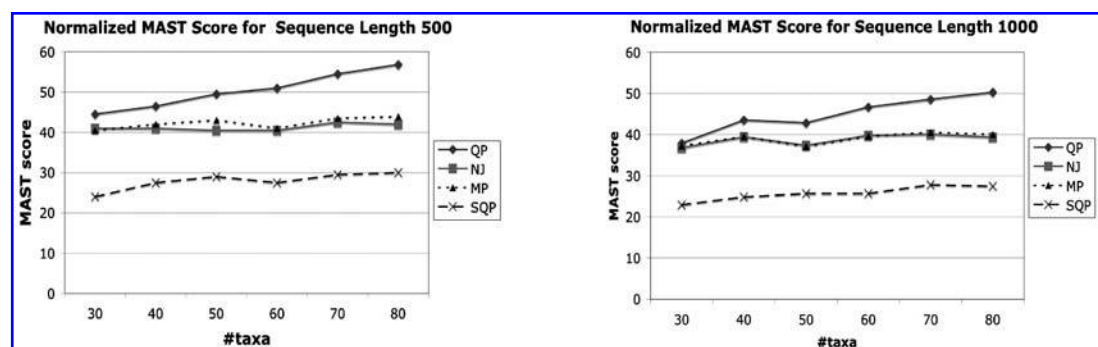 Normalized MAST Score for Sequence Length 500
60
50
40
30
20
10
0
MAST score
30 40 50 60 70 80
#taxa
QP
NJ
MP
SQP
Normalized MAST Score for Sequence Length 1000
60
50
40
30
20
10
0
MAST score
30 40 50 60 70 80
#taxa
QP
NJ
MP
SQP